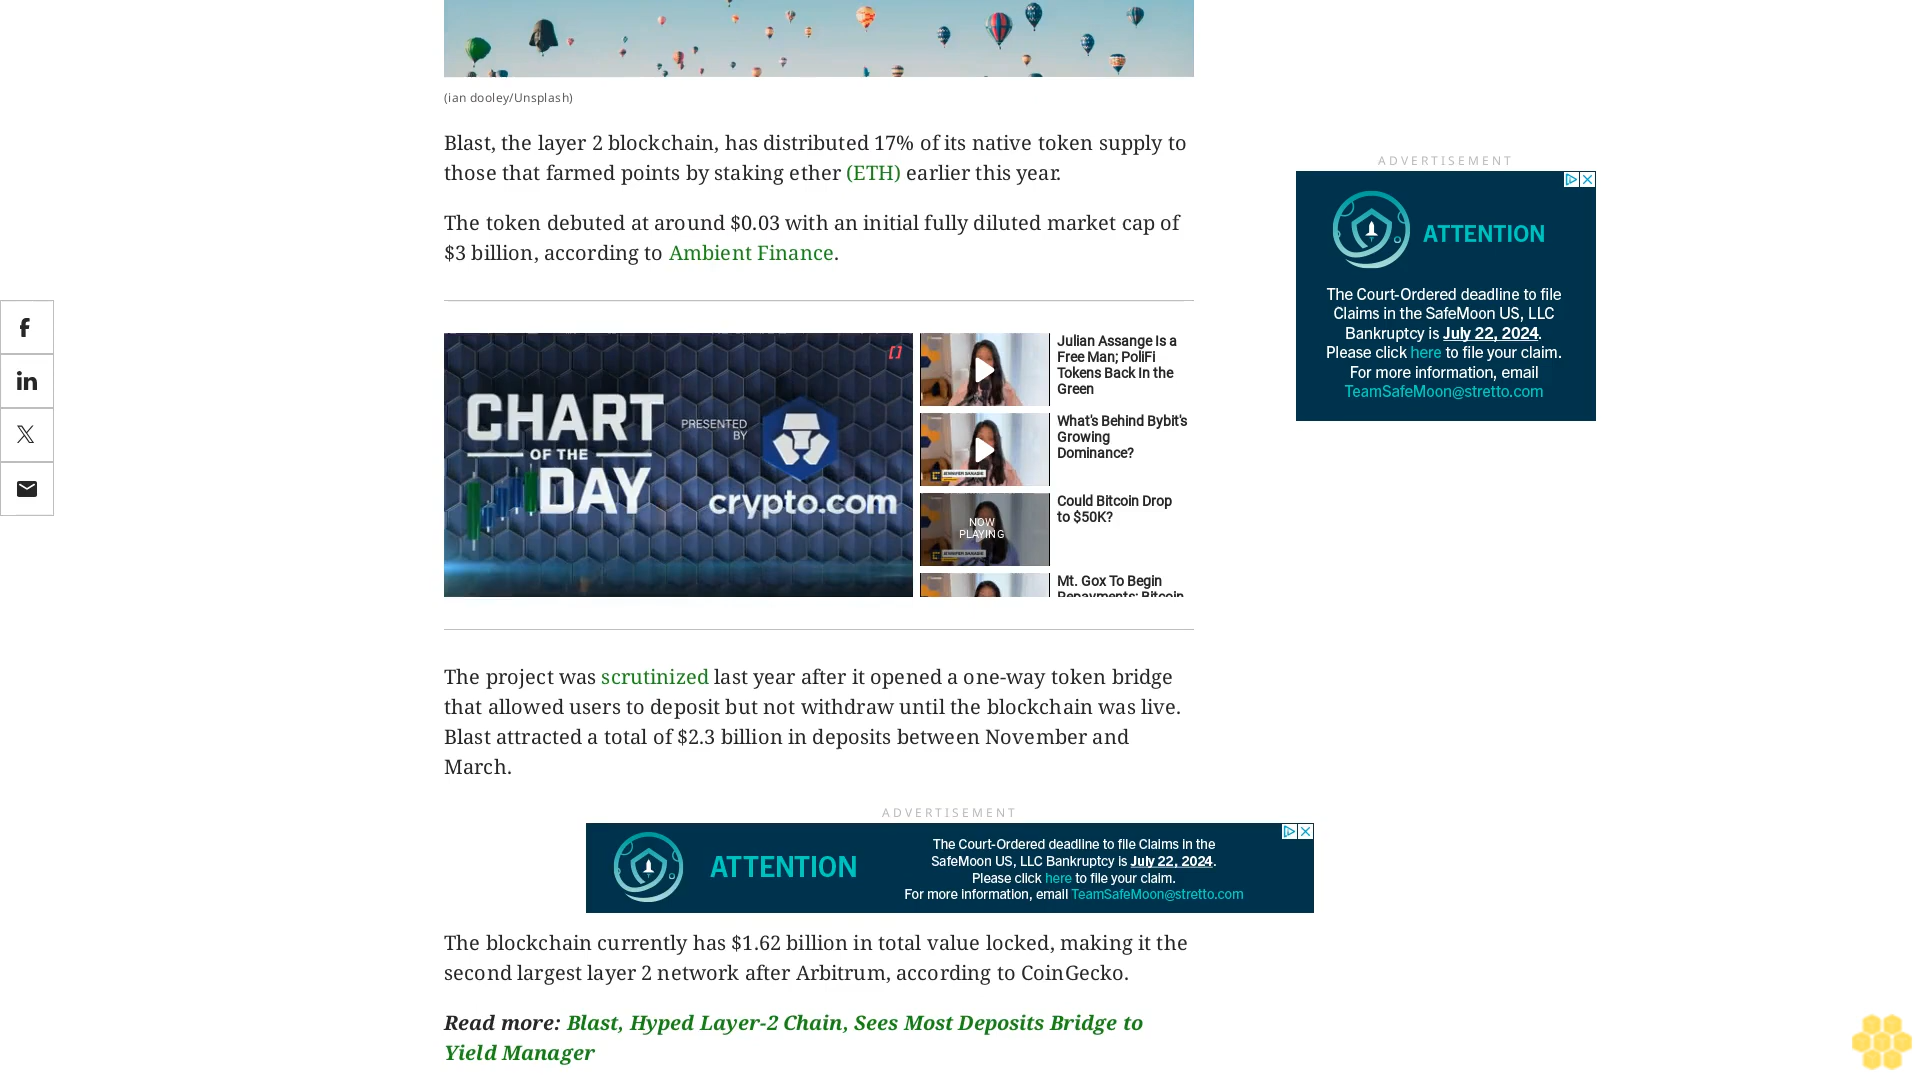 (ian dooley/Unsplash)
Blast, the layer 2 blockchain, has distributed 17% of its native token supply to
those that farmed points by staking ether (ETH) earlier this year.
The token debuted at around $0.03 with an initial fully diluted market cap of
$3 billion, according to Ambient Finance.
CHART
OF THE
DAY
PRESENTED
BY
crypto.com
Julian Assange Is a
Free Man; PoliFi
Tokens Back In the
Green
What's Behind Bybit's
Growing
Dominance?
NOW
PLAYING
Could Bitcoin Drop
to $50K?
Mt. Gox To Begin
Repayments; Bitcoin
The project was scrutinized last year after it opened a one-way token bridge
that allowed users to deposit but not withdraw until the blockchain was live.
Blast attracted a total of $2.3 billion in deposits between November and
March.
ADVERTISEMENT
ATTENTION
The Court-Ordered deadline to file Claims in the
SafeMoon US, LLC Bankruptcy is July 22, 2024.
Please click here to file your claim.
For more information, email TeamSafeMoon@stretto.com
The blockchain currently has $1.62 billion in total value locked, making it the
second largest layer 2 network after Arbitrum, according to CoinGecko.
Read more: Blast, Hyped Layer-2 Chain, Sees Most Deposits Bridge to
Yield Manager
ADVERTISEMENT
ATTENTION
The Court-Ordered deadline to file
Claims in the SafeMoon US, LLC
Bankruptcy is July 22, 2024.
Please click here to file your claim.
For more information, email
TeamSafeMoon@stretto.com